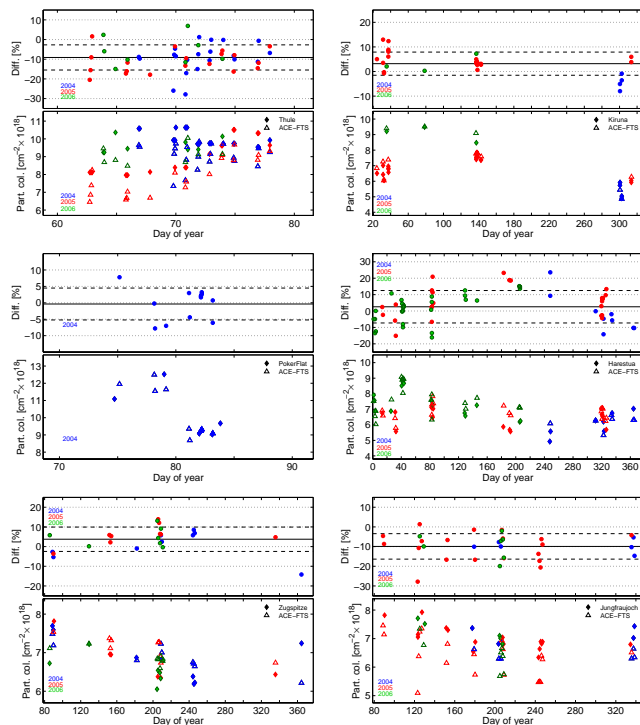 Diff. [%]
10
0
−10
−20
−30
2004
2005
2006
Part. col. [cm⁻²× 10¹⁸]
10
9
8
7
6
Thule
ACE−FTS
2004
2005
2006
60 70 80
Day of year
Diff. [%]
20
10
0
−10
−20
2004
2005
2006
Part. col. [cm⁻²× 10¹⁸]
10
9
8
7
6
5
4
Kiruna
ACE−FTS
2004
2005
2006
20 60 100 140 180 220 260 300
Day of year
Diff. [%]
10
5
0
−5
−10
2004
Part. col. [cm⁻²× 10¹⁸]
13
12
11
10
9
PokerFlat
ACE−FTS
2004
70 80 90
Day of year
Diff. [%]
30
20
10
0
−10
−20
2004
2005
2006
Part. col. [cm⁻²× 10¹⁸]
10
9
8
7
6
5
4
Harestua
ACE−FTS
2004
2005
2006
0 40 80 120 160 200 240 280 320 360
Day of year
Diff. [%]
20
10
0
−10
−20
2004
2005
2006
Part. col. [cm⁻²× 10¹⁸]
8
7
6
Zugspitze
ACE−FTS
2004
2005
2006
80 120 160 200 240 280 320 360
Day of year
Diff. [%]
10
0
−10
−20
−30
2004
2005
2006
Part. col. [cm⁻²× 10¹⁸]
8
7
6
5
Jungfraujoch
ACE−FTS
2004
2005
2006
80 120 160 200 240 280 320 360
Day of year